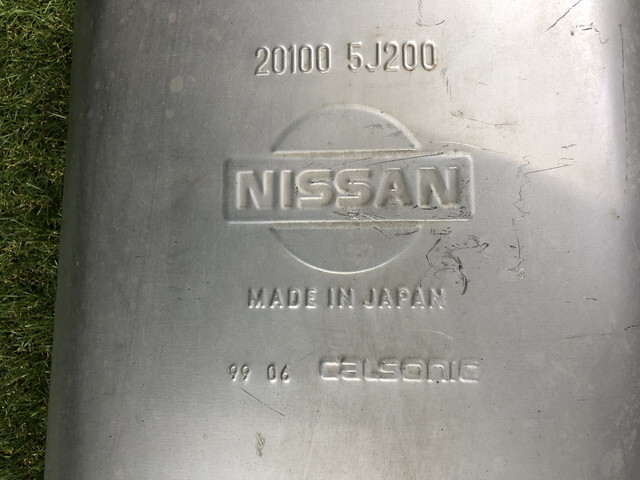 20100 5J200
NISSAN
MADE IN JAPAN
99 06 CALSONIC